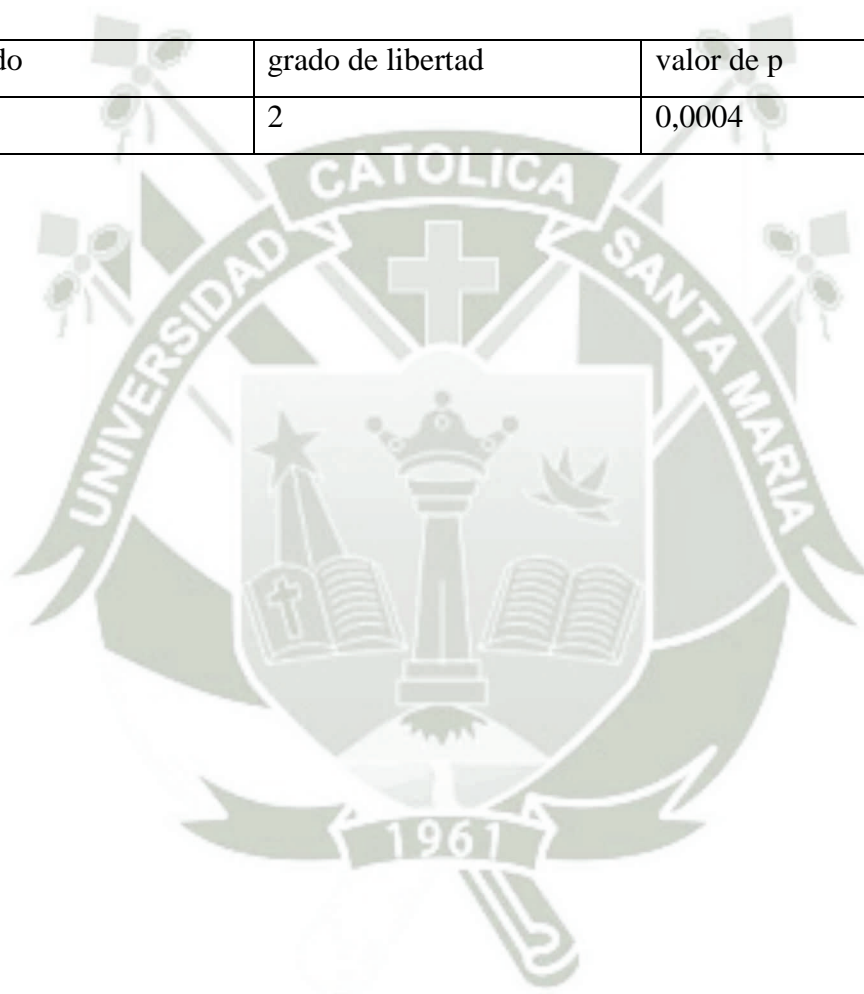 do grado de libertad valor de p
2 0,0004
UNIVERSIDAD CATOLICA SANTA MARIA
1961